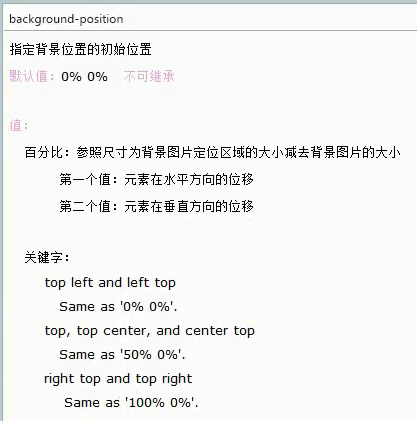 background-position
指定背景位置的初始位置
默认值：0% 0% 不可继承
值：
百分比：参照尺寸为背景图片定位区域的大小减去背景图片的大小
第一个值：元素在水平方向的位移
第二个值：元素在垂直方向的位移
关键字：
top left and left top
Same as '0% 0%'.
top, top center, and center top
Same as '50% 0%'.
right top and top right
Same as '100% 0%'.